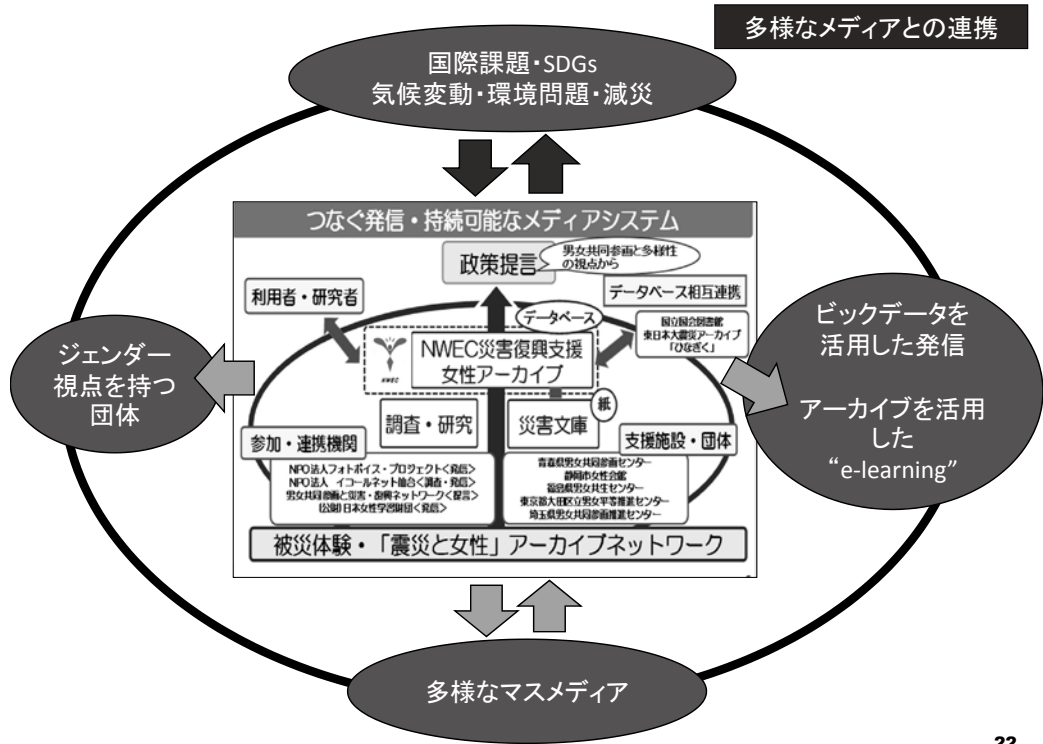 多様なメディアとの連携
国際課題・SDGs
気候変動・環境問題・減災
つなぐ発信・持続可能なメディアシステム
政策提言
男女共同参画と多様性
の視点から
利用者・研究者
データベース相互連携
データベース
国立国会図書館
東日本大震災アーカイブ
「ひなぎく」
NWEC
NWEC災害復興支援
女性アーカイブ
調査・研究
災害文庫
紙
参加・連携機関
支援施設・団体
NPO法人フォトボイス・プロジェクト<発信>
NPO法人 イコールネット仙台<調査・発信>
男女共同参画と災害・復興ネットワーク<提言>
(公財)日本女性学習財団<発信>
青森県男女共同参画センター
静岡市女性会館
福島県男女共生センター
東京都大田区立男女平等推進センター
埼玉県男女共同参画推進センター
被災体験・「震災と女性」アーカイブネットワーク
ジェンダー
視点を持つ
団体
ビックデータを
活用した発信
アーカイブを活用
した
“e-learning”
多様なマスメディア
22